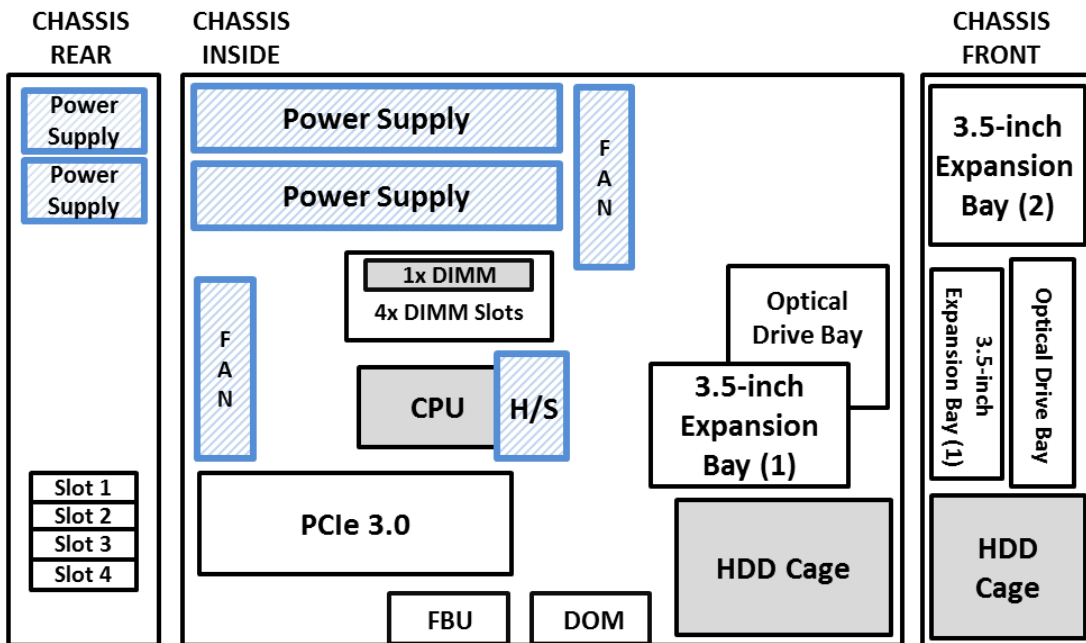 CHASSIS
REAR
Power
Supply
Power
Supply
Slot 1
Slot 2
Slot 3
Slot 4
CHASSIS
INSIDE
Power Supply
Power Supply
F
A
N
1x DIMM
4x DIMM Slots
F
A
N
CPU
H/S
Optical
Drive Bay
3.5-inch
Expansion
Bay (1)
PCIe 3.0
HDD Cage
FBU
DOM
CHASSIS
FRONT
3.5-inch
Expansion
Bay (2)
3.5-inch
Expansion Bay (1)
Optical Drive Bay
HDD
Cage